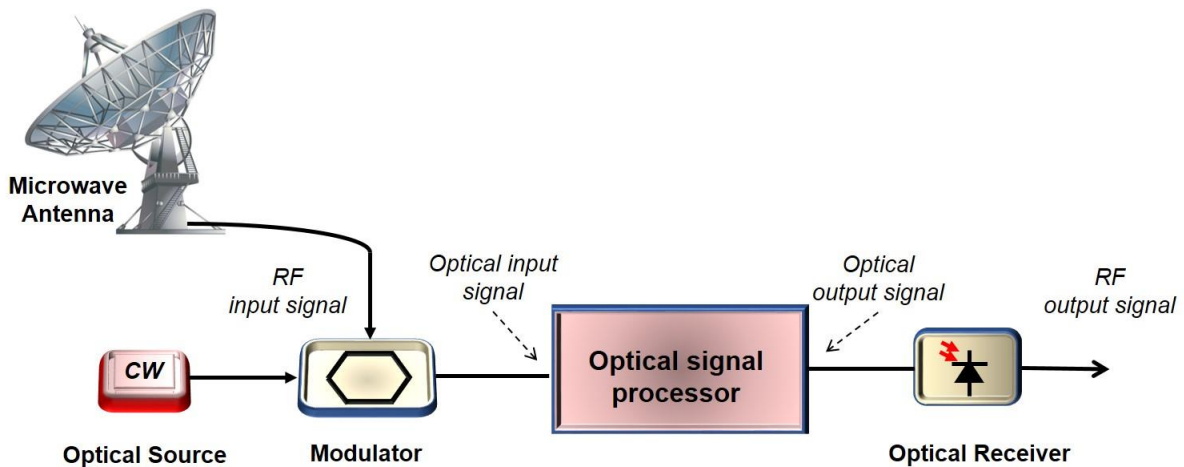 Microwave
Antenna
RF
input signal
Optical input
signal
Optical
output signal
RF
output signal
CW
Optical signal
processor
Optical Source
Modulator
Optical Receiver